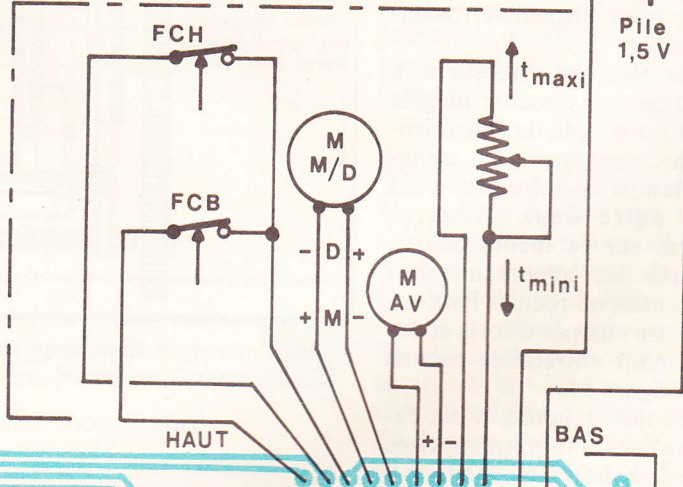 FCH
Pile
1,5 V
t maxi
M
M/D
FCB
- D +
M
AV
t mini
+ M -
+ -
HAUT
BAS